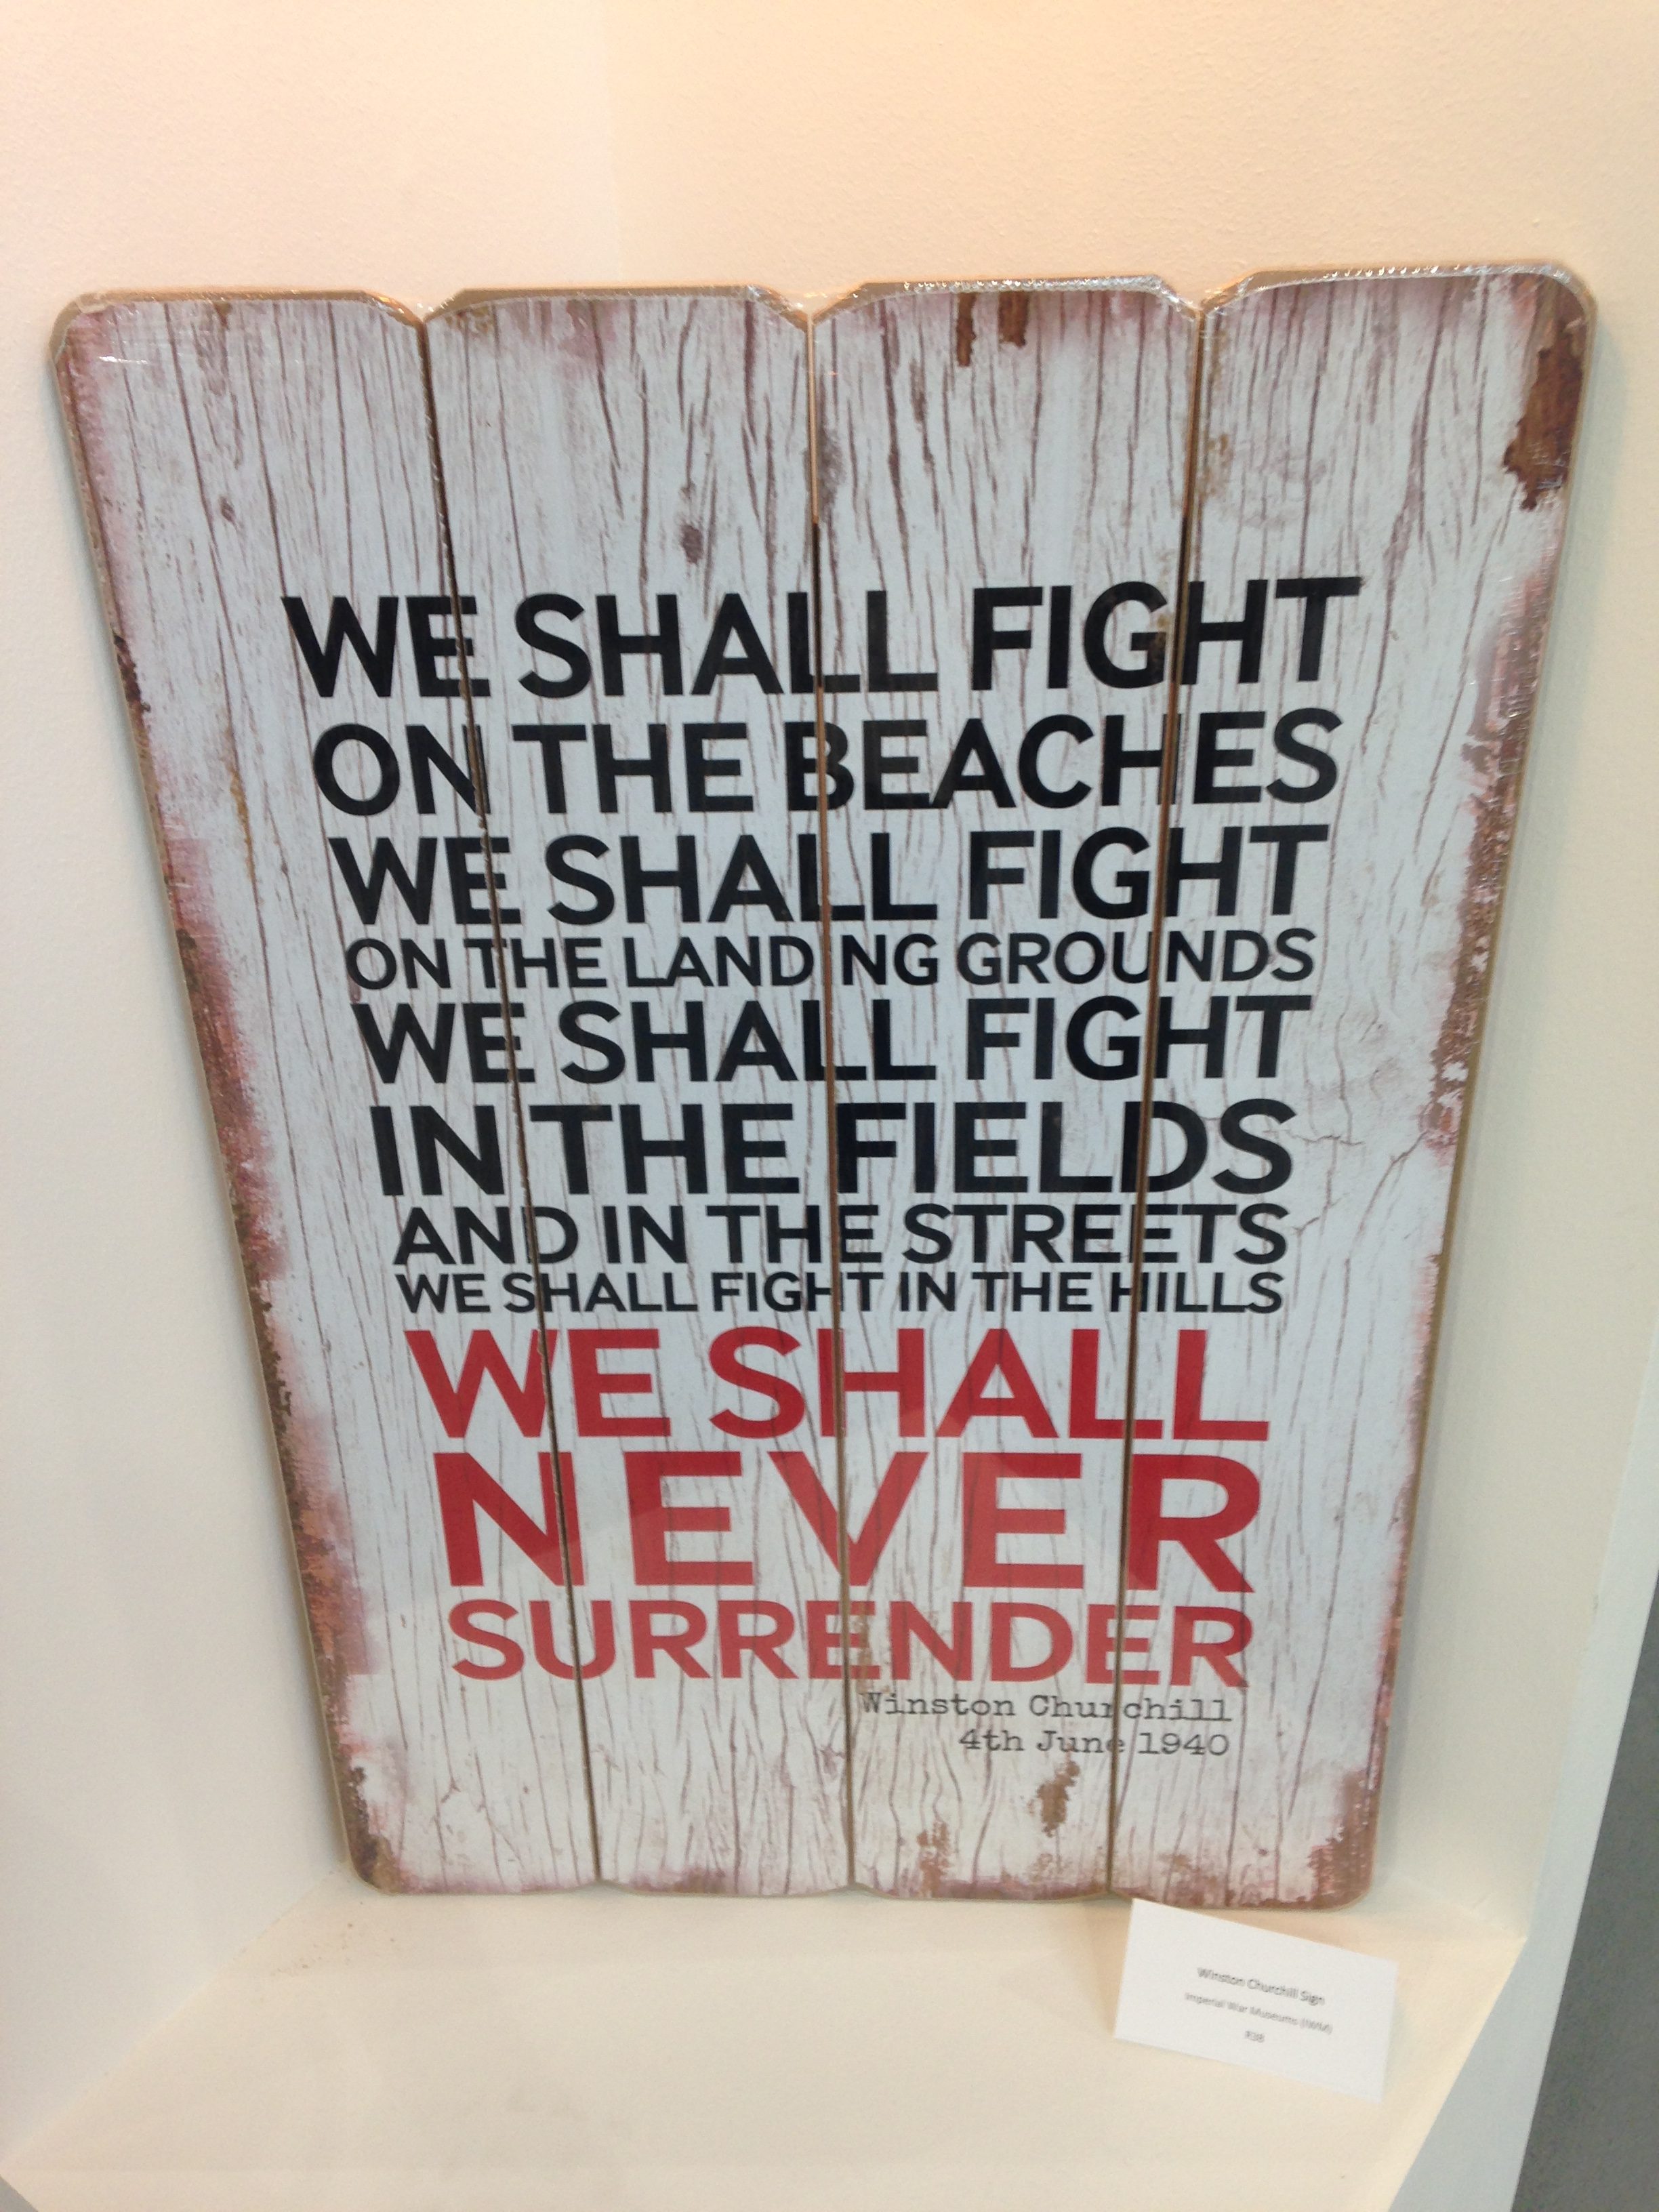 WE SHALL FIGHT
ON THE BEACHES
WE SHALL FIGHT
ON THE LANDING GROUNDS
WE SHALL FIGHT
IN THE FIELDS
AND IN THE STREETS
WE SHALL FIGHT IN THE HILLS
WE SHALL
NEVER
SURRENDER
Winston Churchill
4th June 1940
Winston Churchill Sign
Imperial War Museums (IWM)